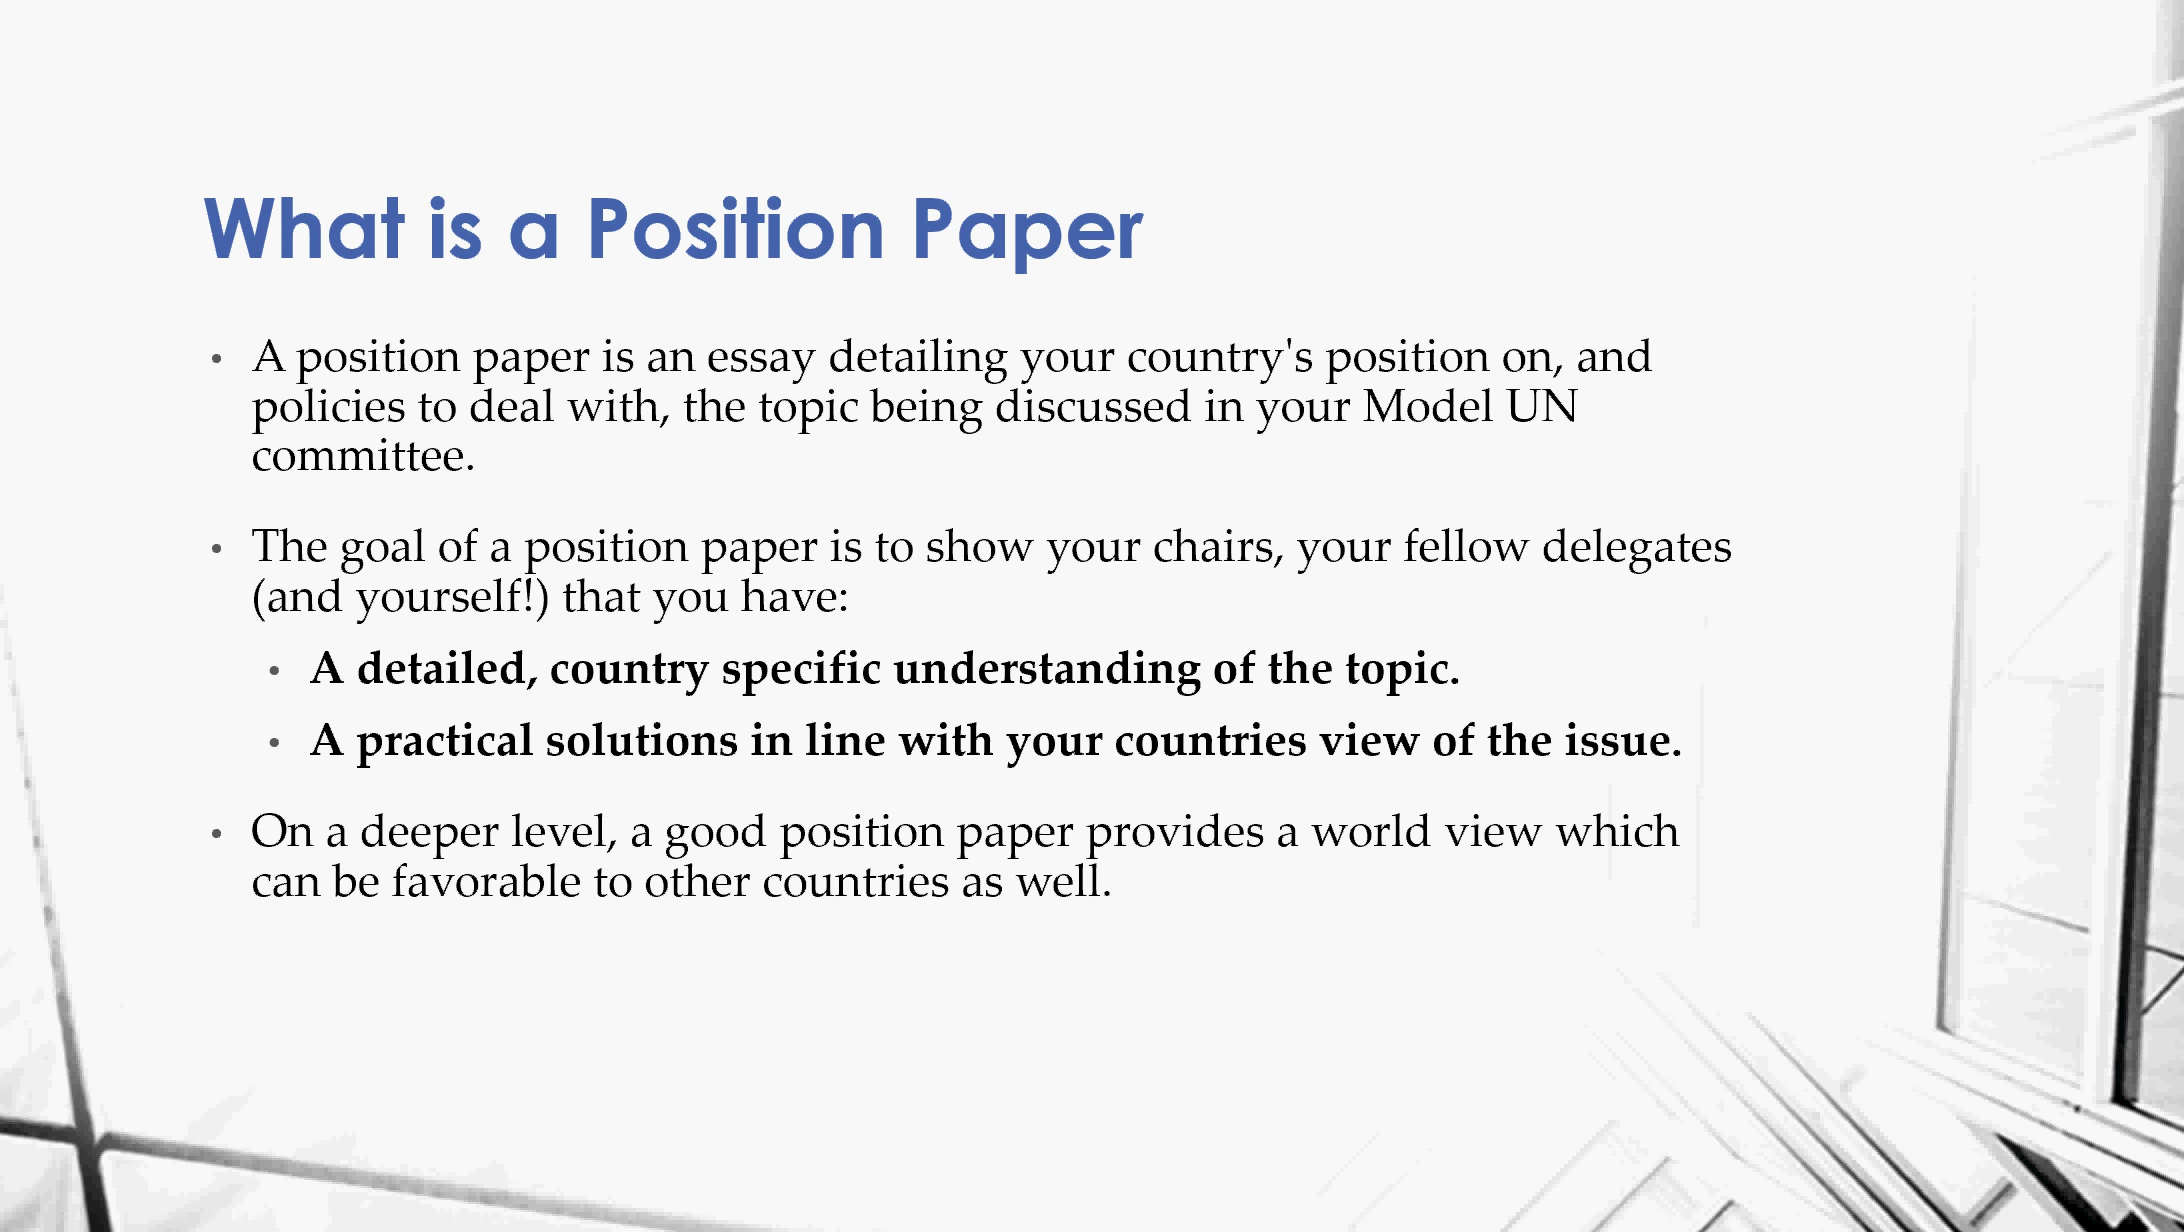 What is a Position Paper
• A position paper is an essay detailing your country's position on, and
policies to deal with, the topic being discussed in your Model UN
committee.
• The goal of a position paper is to show your chairs, your fellow delegates
(and yourself!) that you have:
• A detailed, country specific understanding of the topic.
• A practical solutions in line with your countries view of the issue.
• On a deeper level, a good position paper provides a world view which
can be favorable to other countries as well.